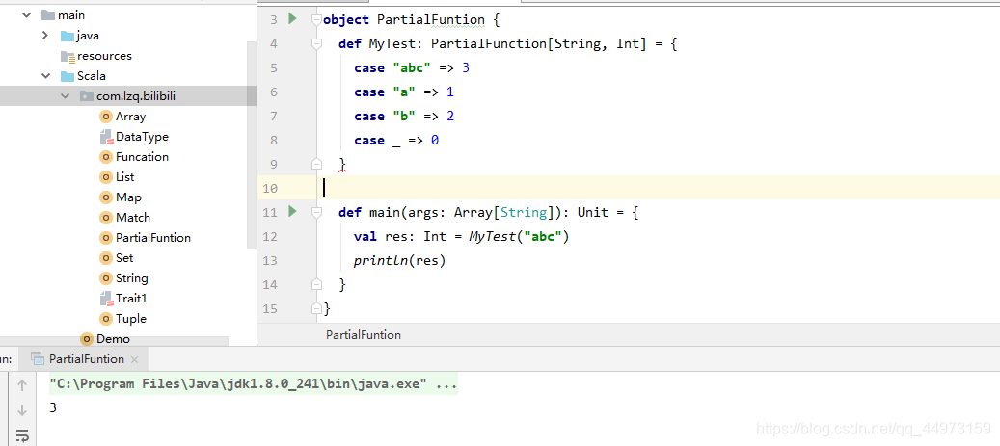 main
java
resources
Scala
com.lzq.bilibili
Array
DataType
Funcation
List
Map
Match
PartialFuntion
Set
String
Trait1
Tuple
Demo
3 object PartialFuntion {
4 def MyTest: PartialFunction[String, Int] = {
5 case "abc" => 3
6 case "a" => 1
7 case "b" => 2
8 case _ => 0
9 }
10
11 def main(args: Array[String]): Unit = {
12 val res: Int = MyTest("abc")
13 println(res)
14 }
15 }
PartialFuntion
un: PartialFuntion ×
"C:\Program Files\Java\jdk1.8.0_241\bin\java.exe" ...
3
https://blog.csdn.net/qq_44973159